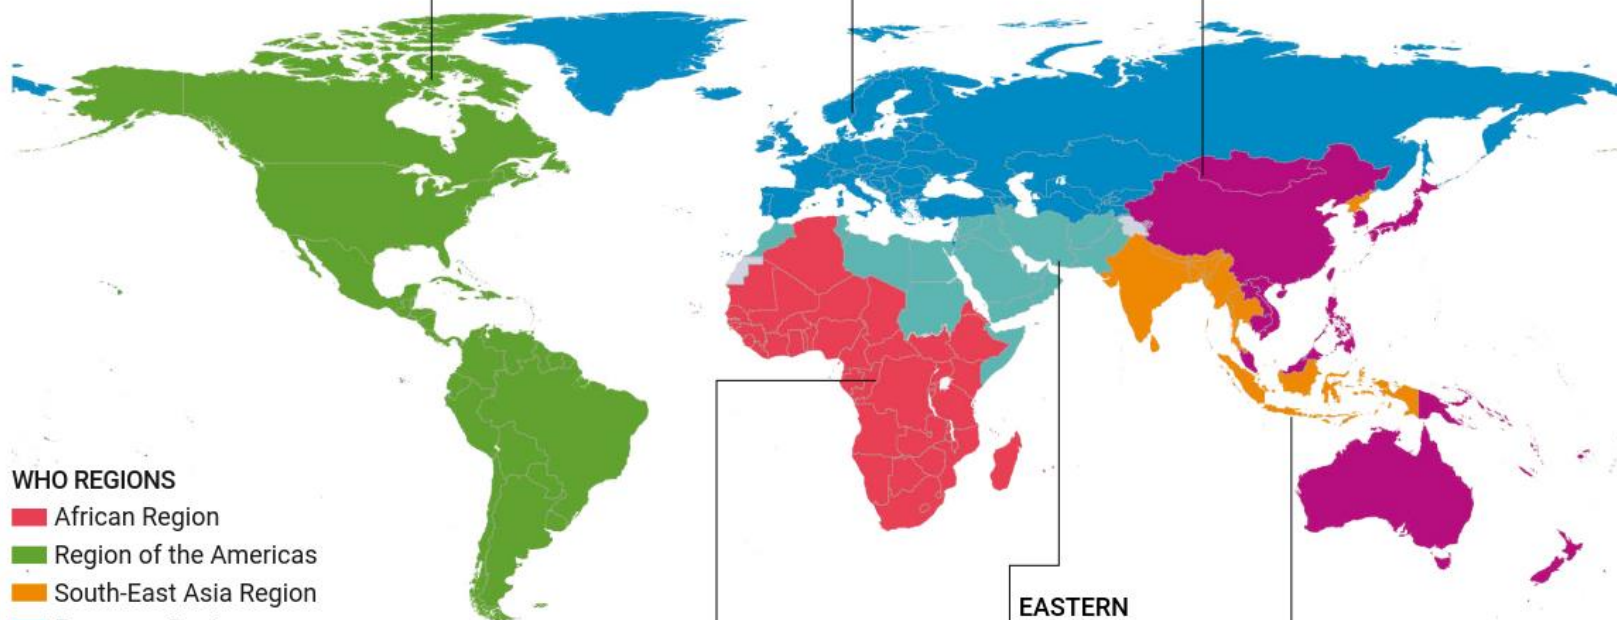 WHO REGIONS
African Region
Region of the Americas
South-East Asia Region
EASTERN